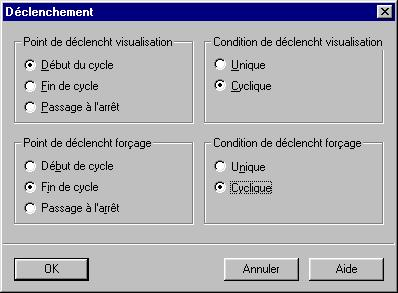 Déclenchement
Point de déclencht visualisation
Début du cycle
Fin de cycle
Passage à l'arrêt
Condition de déclencht visualisation
Unique
Cyclique
Point de déclencht forçage
Début de cycle
Fin de cycle
Passage à l'arrêt
Condition de déclencht forçage
Unique
Cyclique
OK
Annuler
Aide